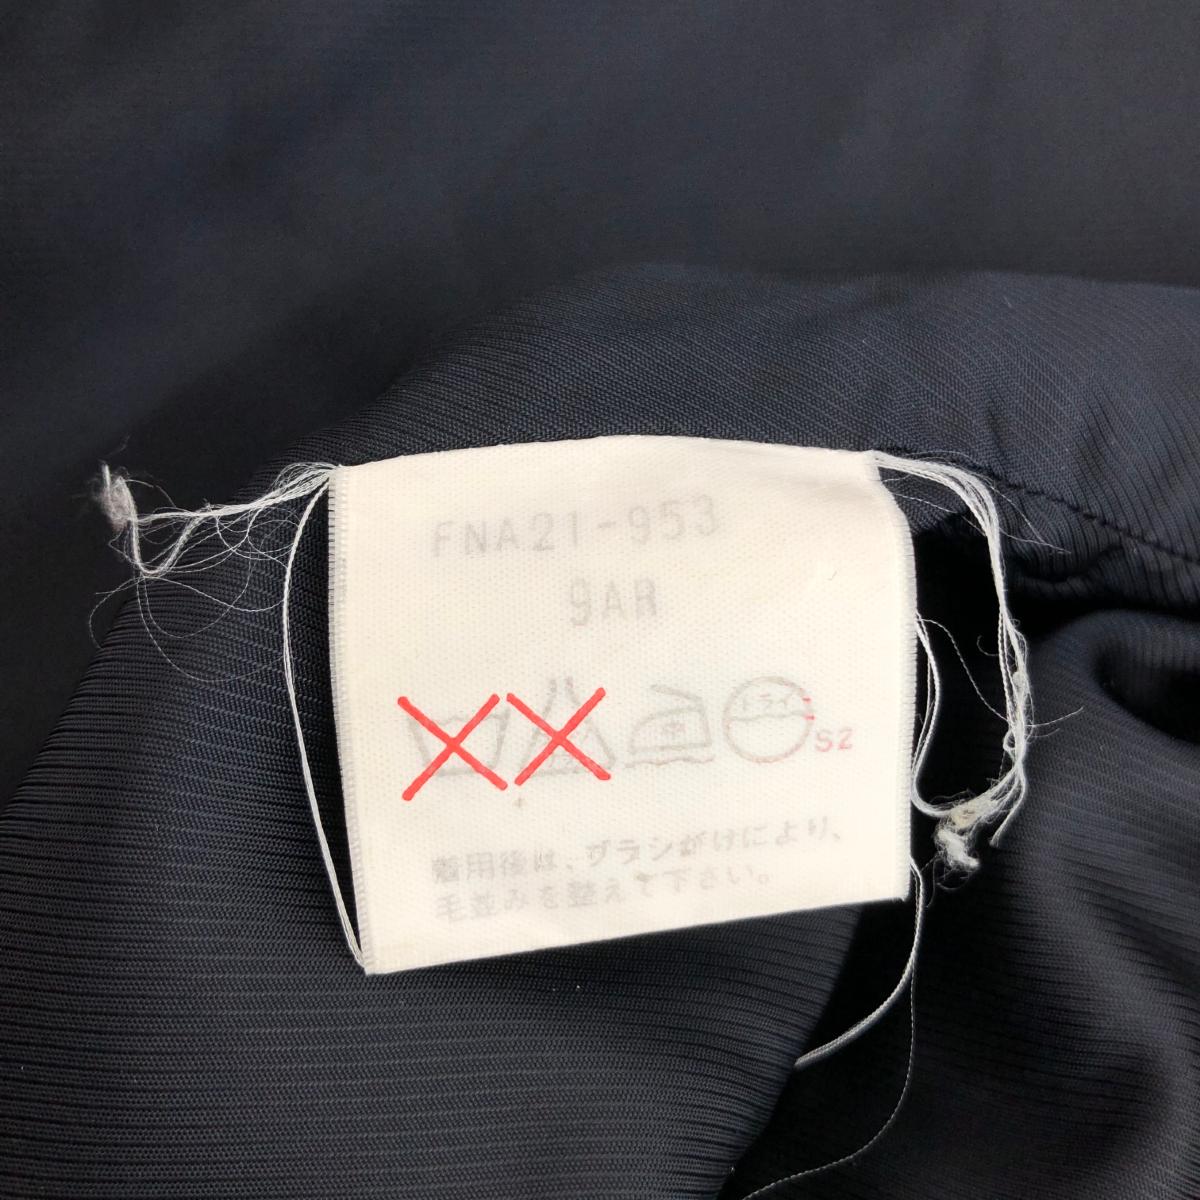 FNA21-953
9AR
ドライ
S2
着用後は、ブラシがけにより、
毛並みを整えて下さい。